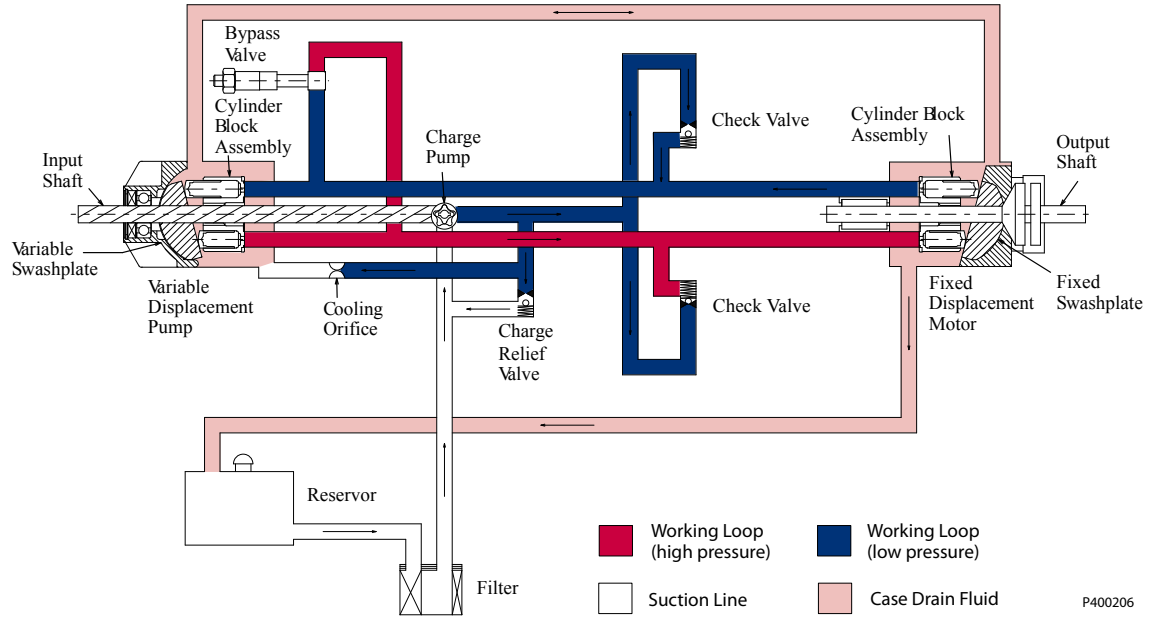 Bypass
Valve
Cylinder
Block
Assembly
Charge
Pump
Check Valve
Cylinder Block
Assembly
Output
Shaft
Input
Shaft
Variable
Swashplate
Variable
Displacement
Pump
Cooling
Orifice
Charge
Relief
Valve
Check Valve
Fixed
Displacement
Motor
Fixed
Swashplate
Reservor
Filter
Working Loop
(high pressure)
Working Loop
(low pressure)
Suction Line
Case Drain Fluid
P400206